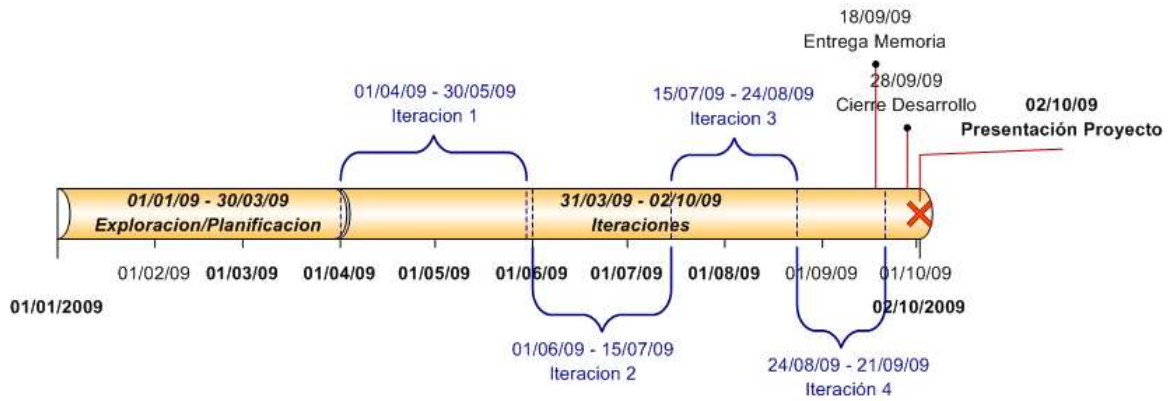 18/09/09
Entrega Memoria
28/09/09
Cierre Desarrollo
02/10/09
Presentación Proyecto
01/04/09 - 30/05/09
Iteracion 1
15/07/09 - 24/08/09
Iteracion 3
01/01/09 - 30/03/09
Exploracion/Planificacion
31/03/09 - 02/10/09
Iteraciones
01/02/09 01/03/09 01/04/09 01/05/09 01/06/09 01/07/09 01/08/09 01/09/09 01/10/09
01/01/2009 02/10/2009
01/06/09 - 15/07/09
Iteracion 2
24/08/09 - 21/09/09
Iteración 4